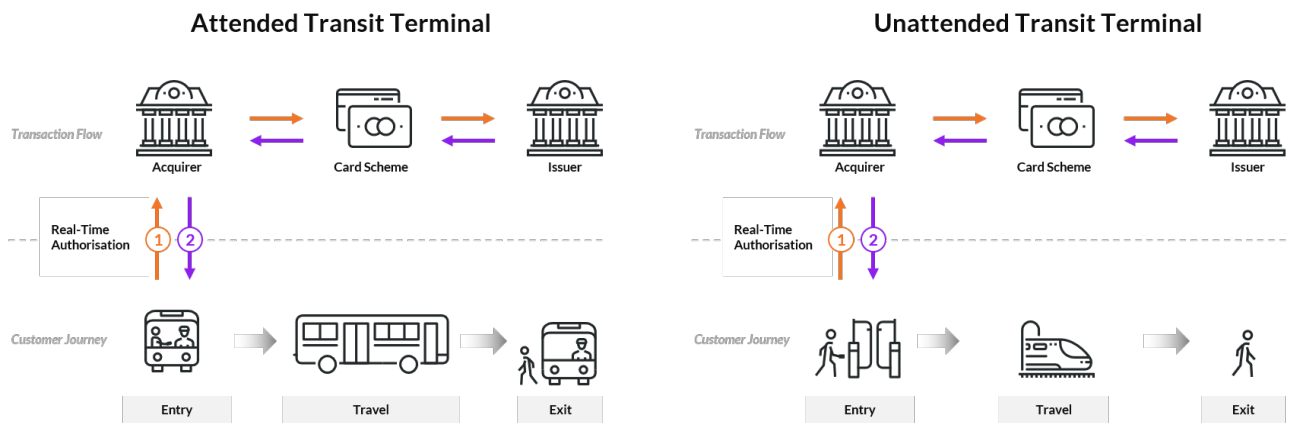 Attended Transit Terminal
Transaction Flow
Acquirer
Card Scheme
Issuer
Real-Time
Authorisation
1
2
Customer Journey
Entry
Travel
Exit
Unattended Transit Terminal
Transaction Flow
Acquirer
Card Scheme
Issuer
Real-Time
Authorisation
1
2
Customer Journey
Entry
Travel
Exit